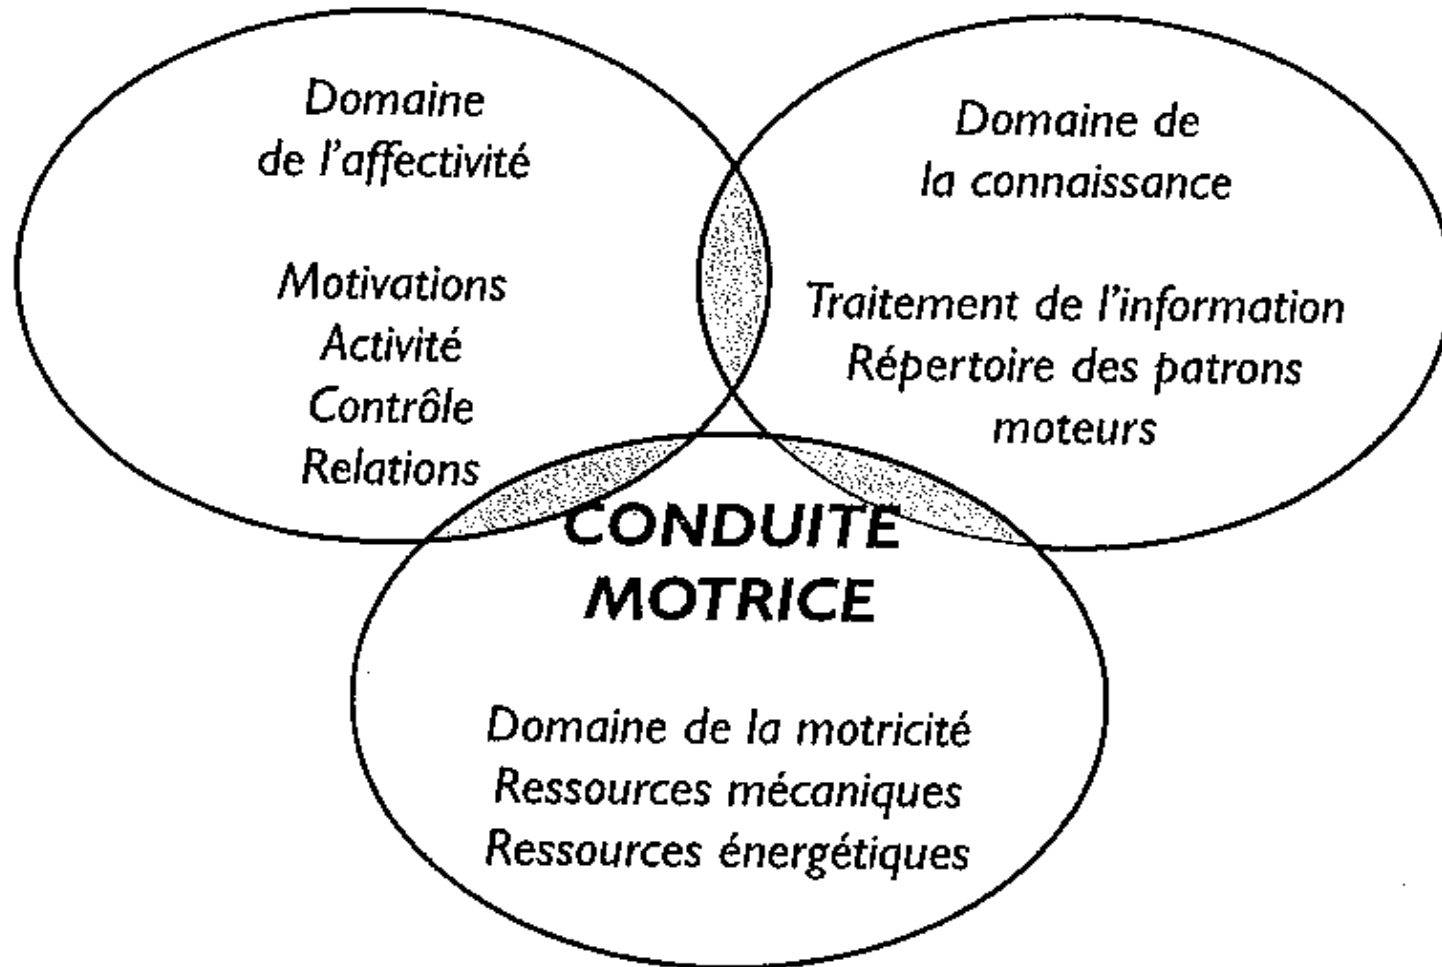 Domaine
de l'affectivité
Motivations
Activité
Contrôle
Relations
Domaine de
la connaissance
Traitement de l'information
Répertoire des patrons
moteurs
CONDUITE
MOTRICE
Domaine de la motricité
Ressources mécaniques
Ressources énergétiques